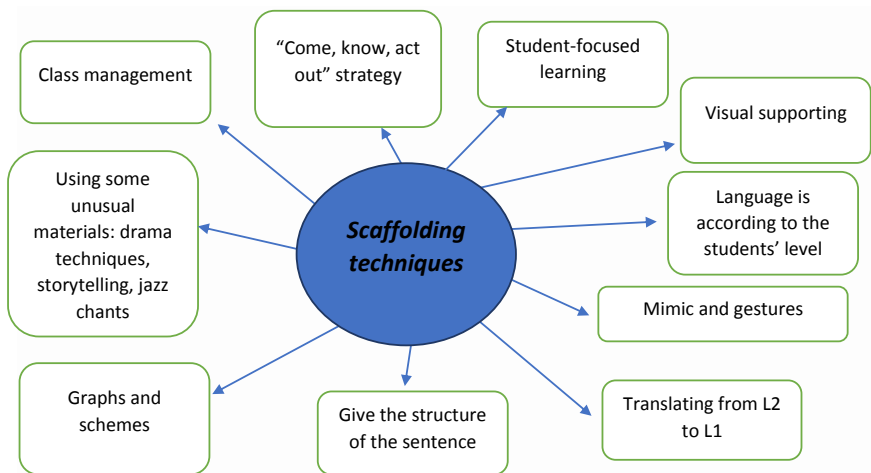 Class management
“Come, know, act
out” strategy
Student-focused
learning
Visual supporting
Using some
unusual
materials: drama
techniques,
storytelling, jazz
chants
Scaffolding
techniques
Language is
according to the
students’ level
Mimic and gestures
Graphs and
schemes
Give the structure
of the sentence
Translating from L2
to L1